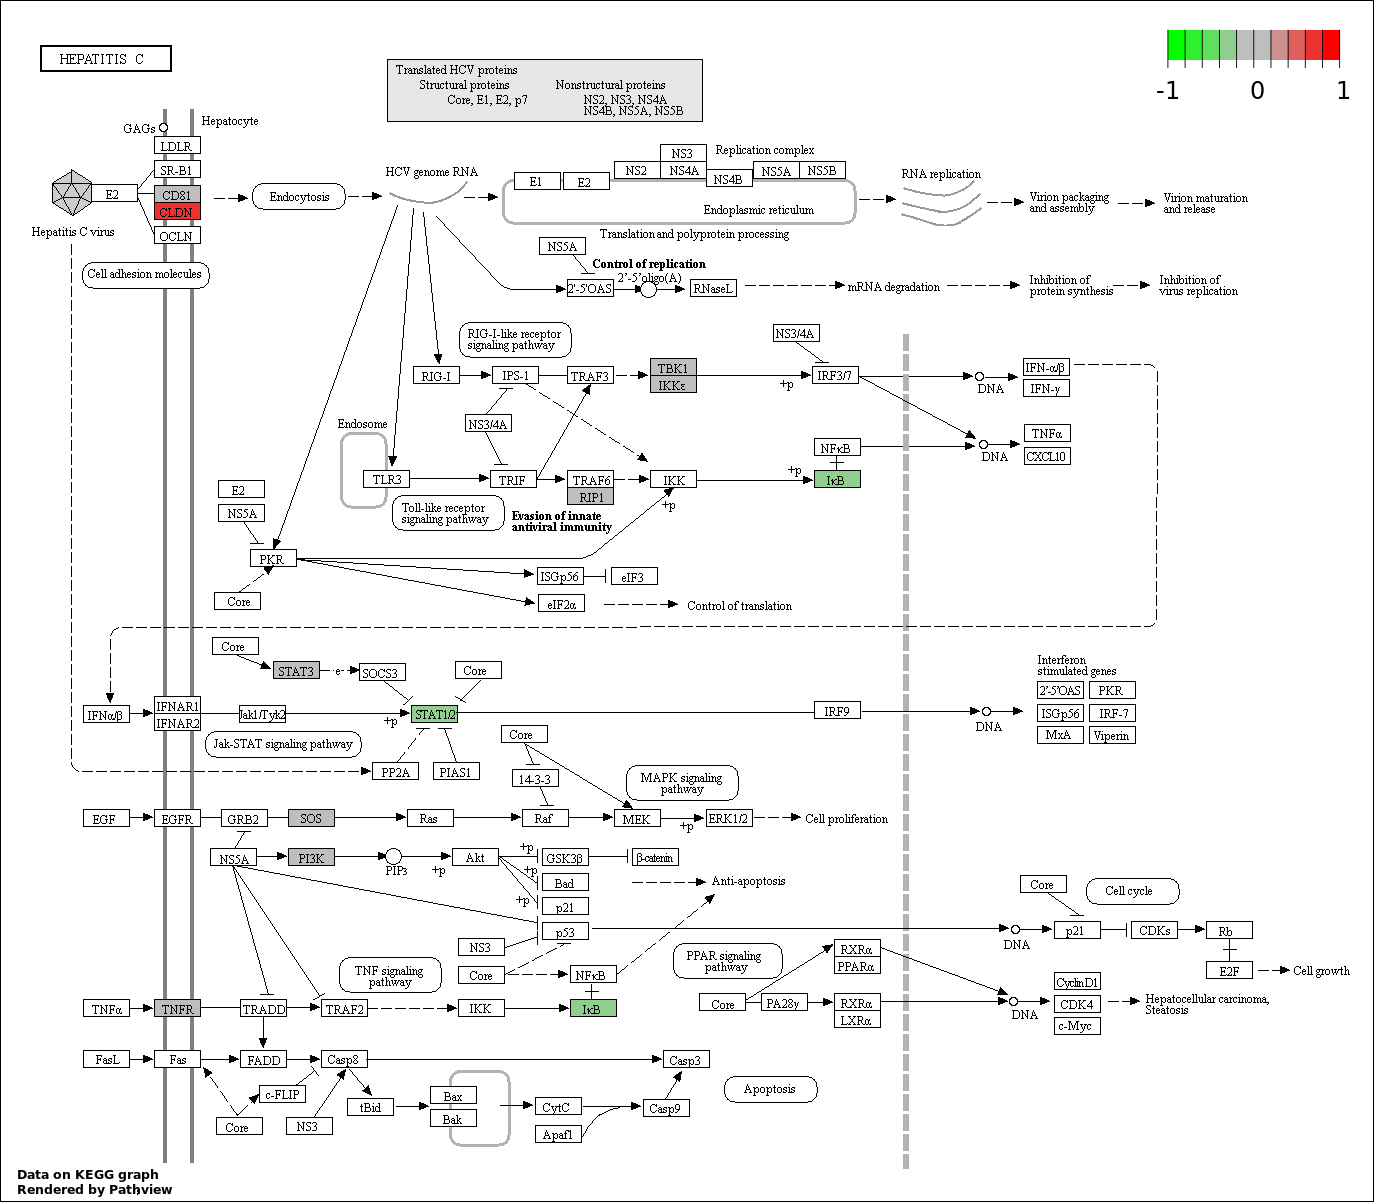 HEPATITIS C
-1 0 1
Translated HCV proteins
Structural proteins Nonstructural proteins
Core, E1, E2, p7 NS2, NS3, NS4A
NS4B, NS5A, NS5B
GAGs
Hepatocyte
LDLR
SR-B1
E2
CD81
CLDN
OCLN
Hepatitis C virus
Cell adhesion molecules
Endocytosis
HCV genome RNA
E1
E2
NS2
NS3
NS4A
NS4B
NS5A
NS5B
Replication complex
Endoplasmic reticulum
Translation and polyprotein processing
RNA replication
Virion packaging
and assembly
Virion maturation
and release
NS5A
Control of replication
2'-5'oligo(A)
2'-5'OAS
RNaseL
mRNA degradation
Inhibition of
protein synthesis
Inhibition of
virus replication
RIG-I-like receptor
signaling pathway
NS3/4A
RIG-I
IPS-1
TRAF3
TBK1
IKKε
+p
IRF3/7
DNA
IFN-α/β
IFN-γ
NS3/4A
Endosome
NFκB
DNA
TNFα
CXCL10
TLR3
TRIF
TRAF6
RIP1
IKK
+p
+p
IκB
Toll-like receptor
signaling pathway
Evasion of innate
antiviral immunity
E2
NS5A
PKR
Core
ISGp56
eIF3
eIF2α
Control of translation
Core
STAT3
e
SOCS3
Core
IFNα/β
IFNAR1
IFNAR2
Jak1/Tyk2
+p
STAT1/2
IRF9
DNA
Interferon
stimulated genes
2'-5'OAS PKR
ISGp56 IRF-7
MxA Viperin
Jak-STAT signaling pathway
PP2A
PIAS1
Core
14-3-3
MAPK signaling
pathway
EGF
EGFR
GRB2
SOS
Ras
Raf
MEK
+p
ERK1/2
Cell proliferation
NS5A
PI3K
PIP3
+p
Akt
+p
GSK3β
β-catenin
+p
Bad
+p
p21
p53
Anti-apoptosis
NS3
Core
NFκB
Core
Cell cycle
DNA
p21
CDKs
Rb
E2F
Cell growth
TNF signaling
pathway
PPAR signaling
pathway
RXRα
PPARα
TNFα
TNFR
TRADD
TRAF2
IKK
IκB
Core
PA28γ
RXRα
LXRα
DNA
CyclinD1
CDK4
c-Myc
Hepatocellular carcinoma,
Steatosis
FasL
Fas
FADD
Casp8
Casp3
c-FLIP
Core
NS3
tBid
Bax
Bak
CytC
Apaf1
Casp9
Apoptosis
Data on KEGG graph
Rendered by Pathview